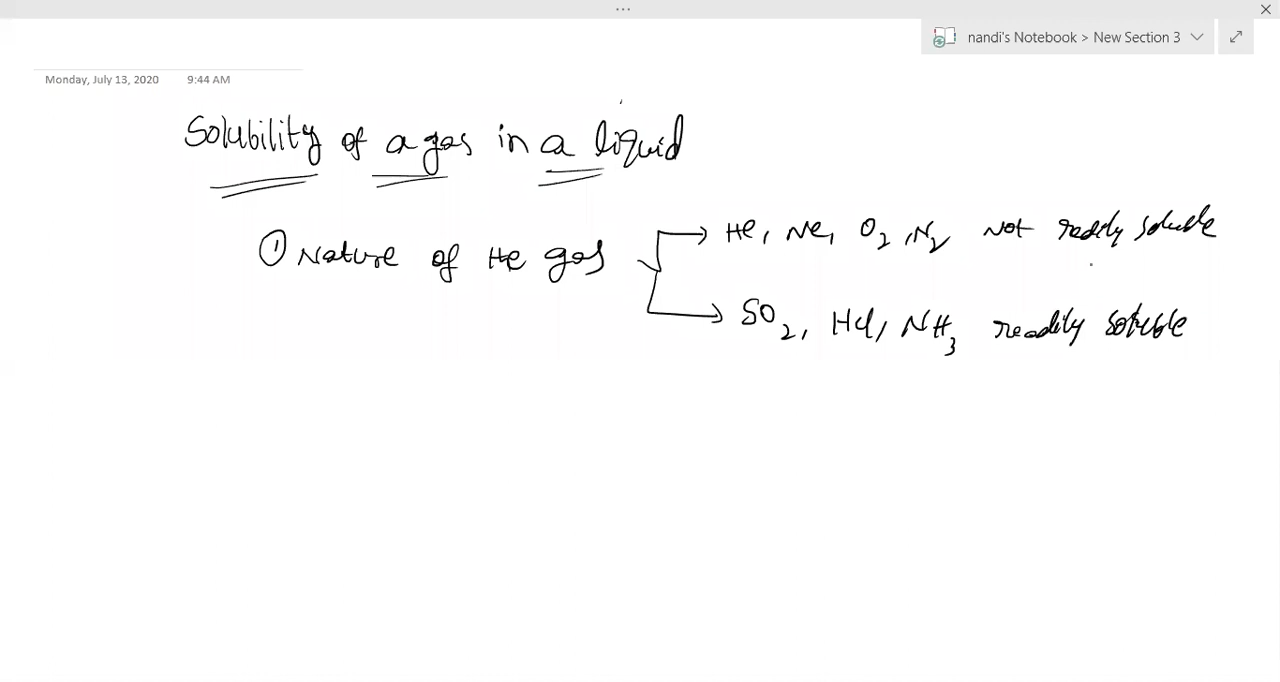 nandi's Notebook > New Section 3
Monday, July 13, 2020 9:44 AM
Solubility of a gas in a liquid
① Nature of the gas
He, Ne, O2, N2 Not readily soluble
SO2, HCl, NH3 readily soluble